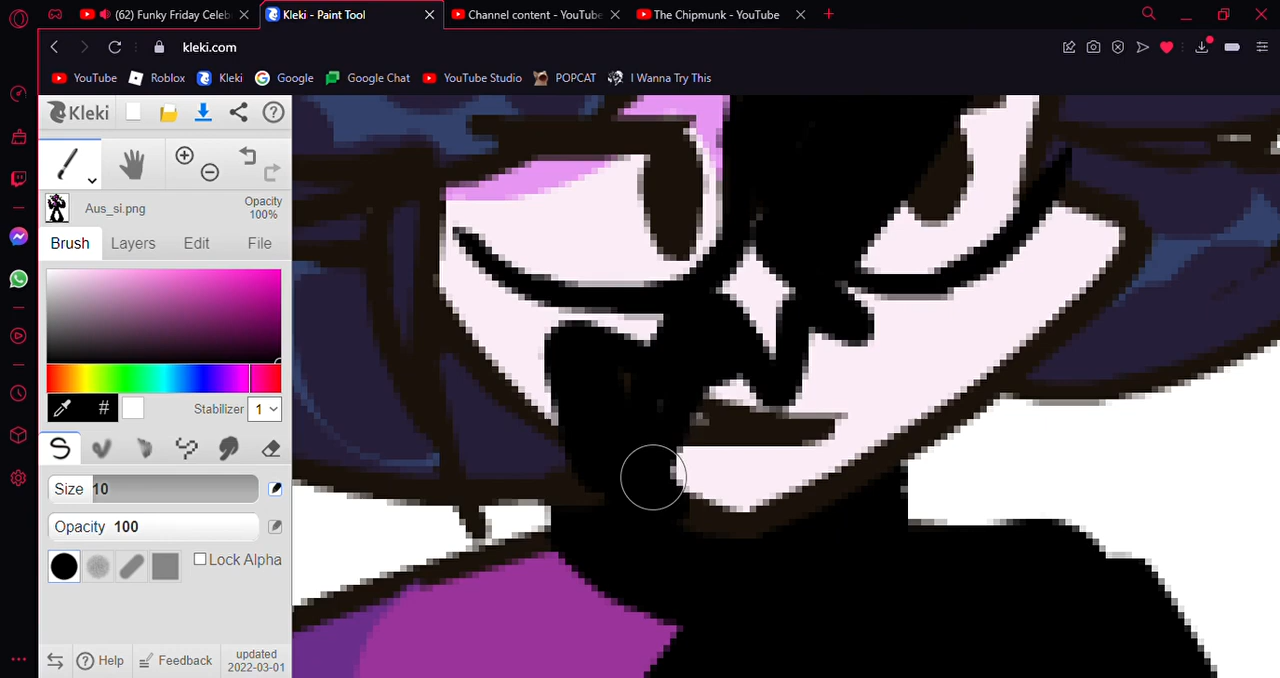 (62) Funky Friday Celeb
Kleki - Paint Tool
Channel content - YouTube
The Chipmunk - YouTube
kleki.com
YouTube
Roblox
Kleki
Google
Google Chat
YouTube Studio
POPCAT
I Wanna Try This
Kleki
Aus_si.png
Opacity
100%
Brush
Layers
Edit
File
#
Stabilizer
1
Size 10
Opacity 100
Lock Alpha
Help
Feedback
updated
2022-03-01